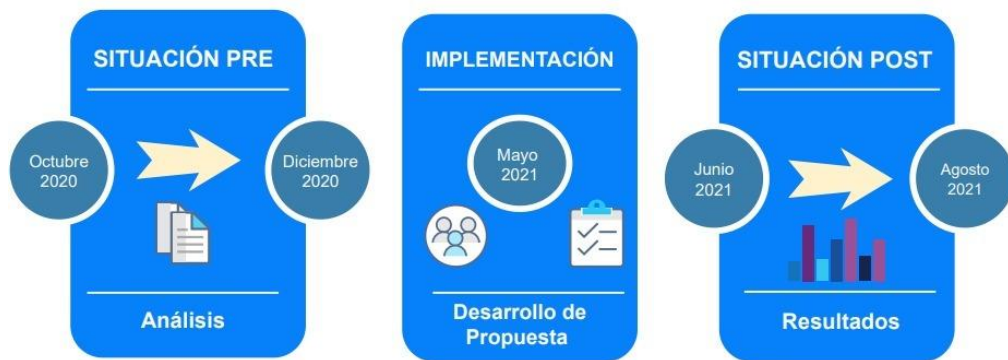 SITUACIÓN PRE
Octubre
2020
Diciembre
2020
Análisis
IMPLEMENTACIÓN
Mayo
2021
Desarrollo de
Propuesta
SITUACIÓN POST
Junio
2021
Agosto
2021
Resultados